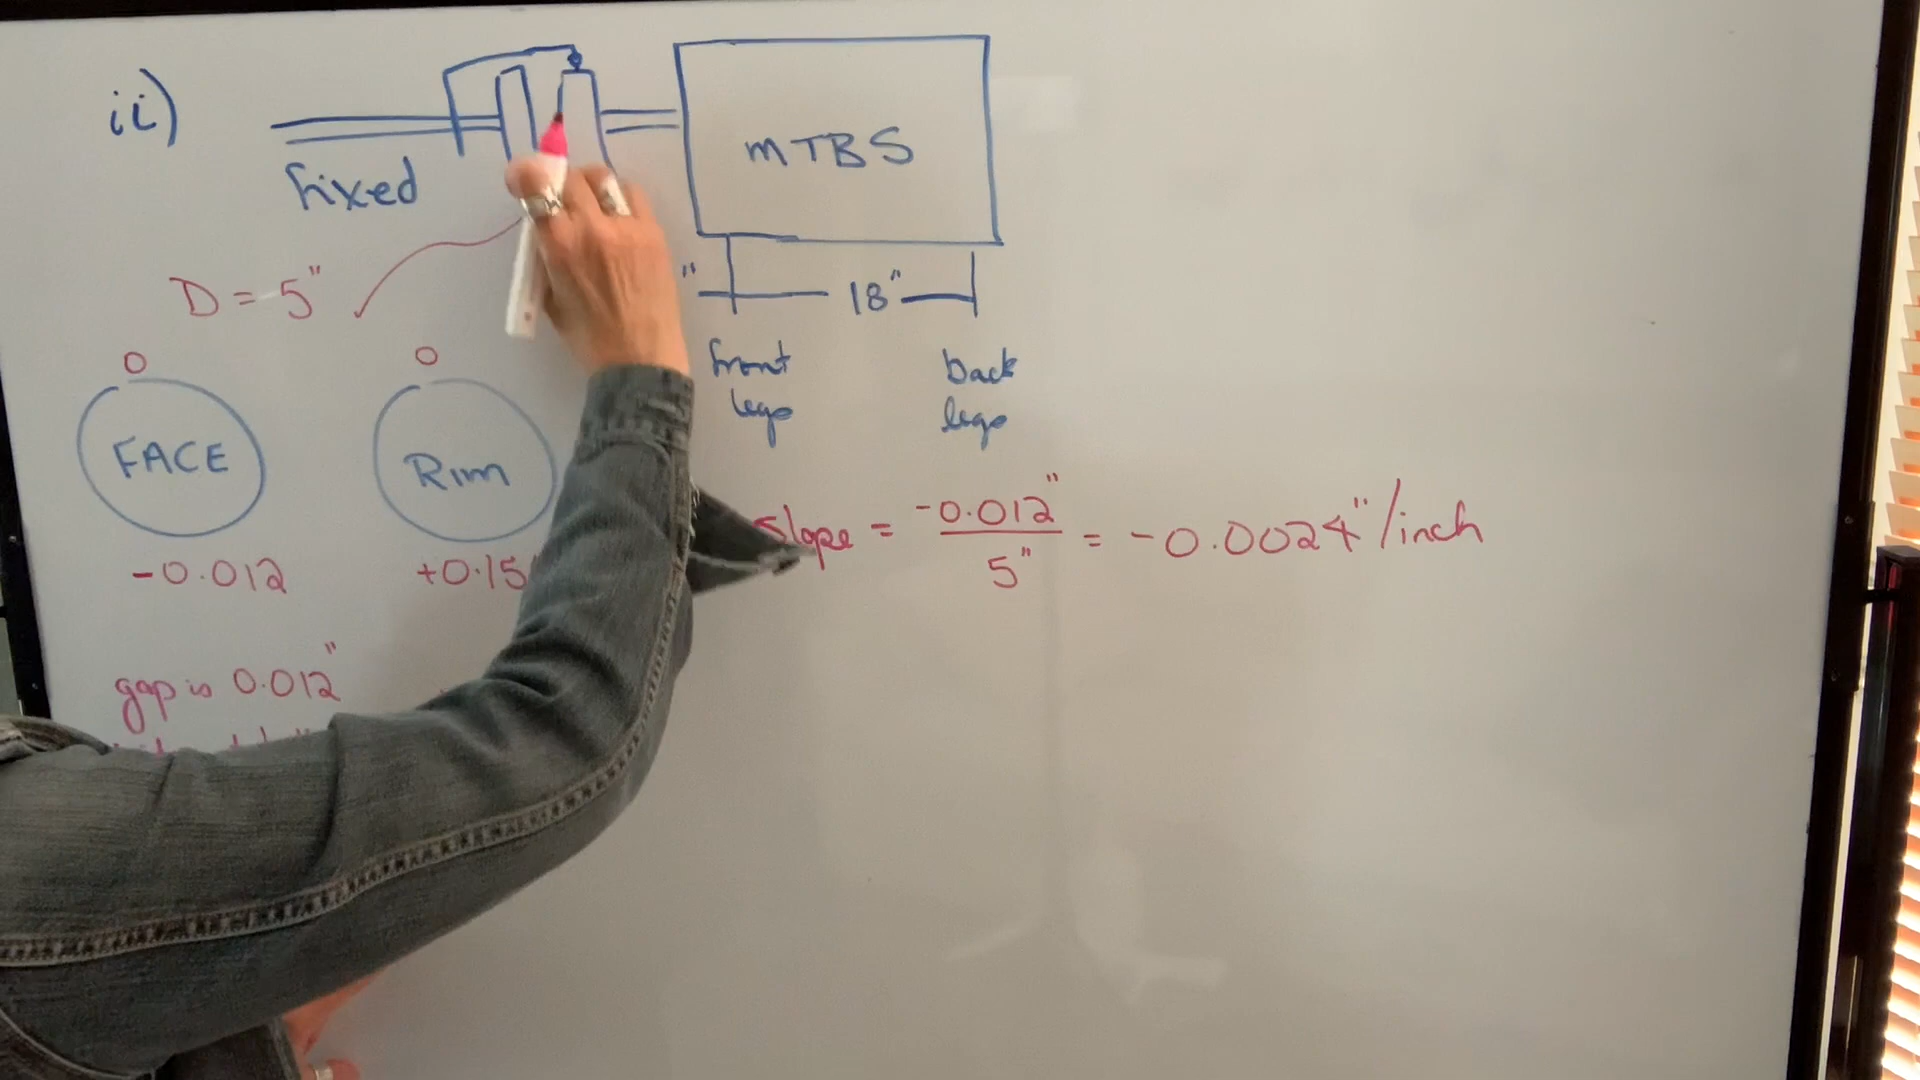 ii)
fixed
MTBS
D = 5"
" 18"
front
legs
back
legs
0
0
FACE
Rim
-0.012
+0.15
slope = -0.012" / 5" = -0.0024"/inch
gap is 0.012"